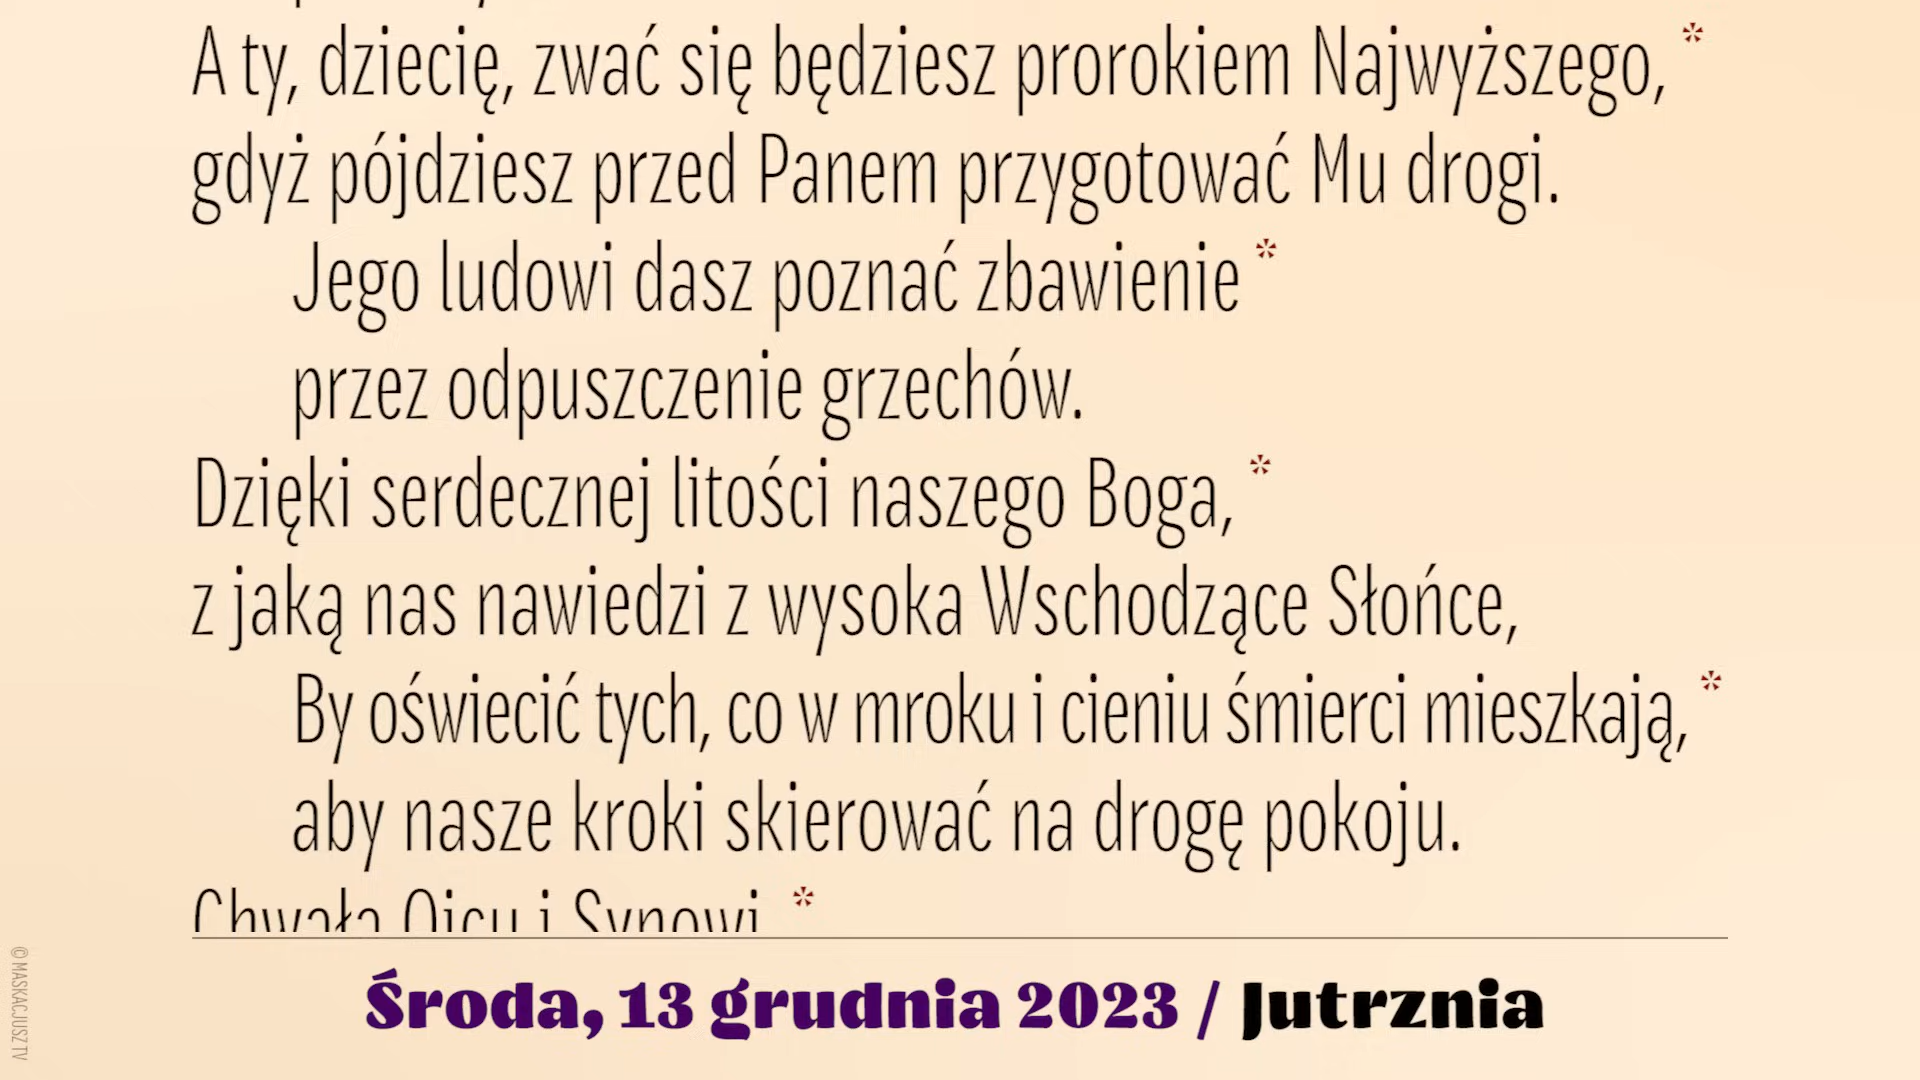 A ty, dziecię, zwać się będziesz prorokiem Najwyższego, *
gdyż pójdziesz przed Panem przygotować Mu drogi.
Jego ludowi dasz poznać zbawienie *
przez odpuszczenie grzechów.
Dzięki serdecznej litości naszego Boga, *
z jaką nas nawiedzi z wysoka Wschodzące Słońce,
By oświecić tych, co w mroku i cieniu śmierci mieszkają, *
aby nasze kroki skierować na drogę pokoju.
Chwała Ojcu i Synowi, *
Środa, 13 grudnia 2023 / Jutrznia
© MASKACJUSZ TV